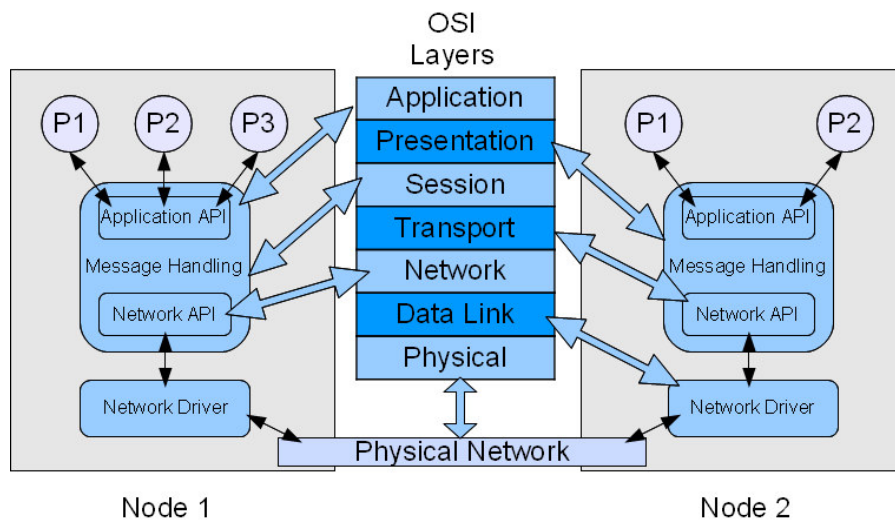 OSI
Layers
P1
P2
P3
Application API
Message Handling
Network API
Network Driver
Application
Presentation
Session
Transport
Network
Data Link
Physical
Physical Network
P1
P2
Application API
Message Handling
Network API
Network Driver
Node 1
Node 2